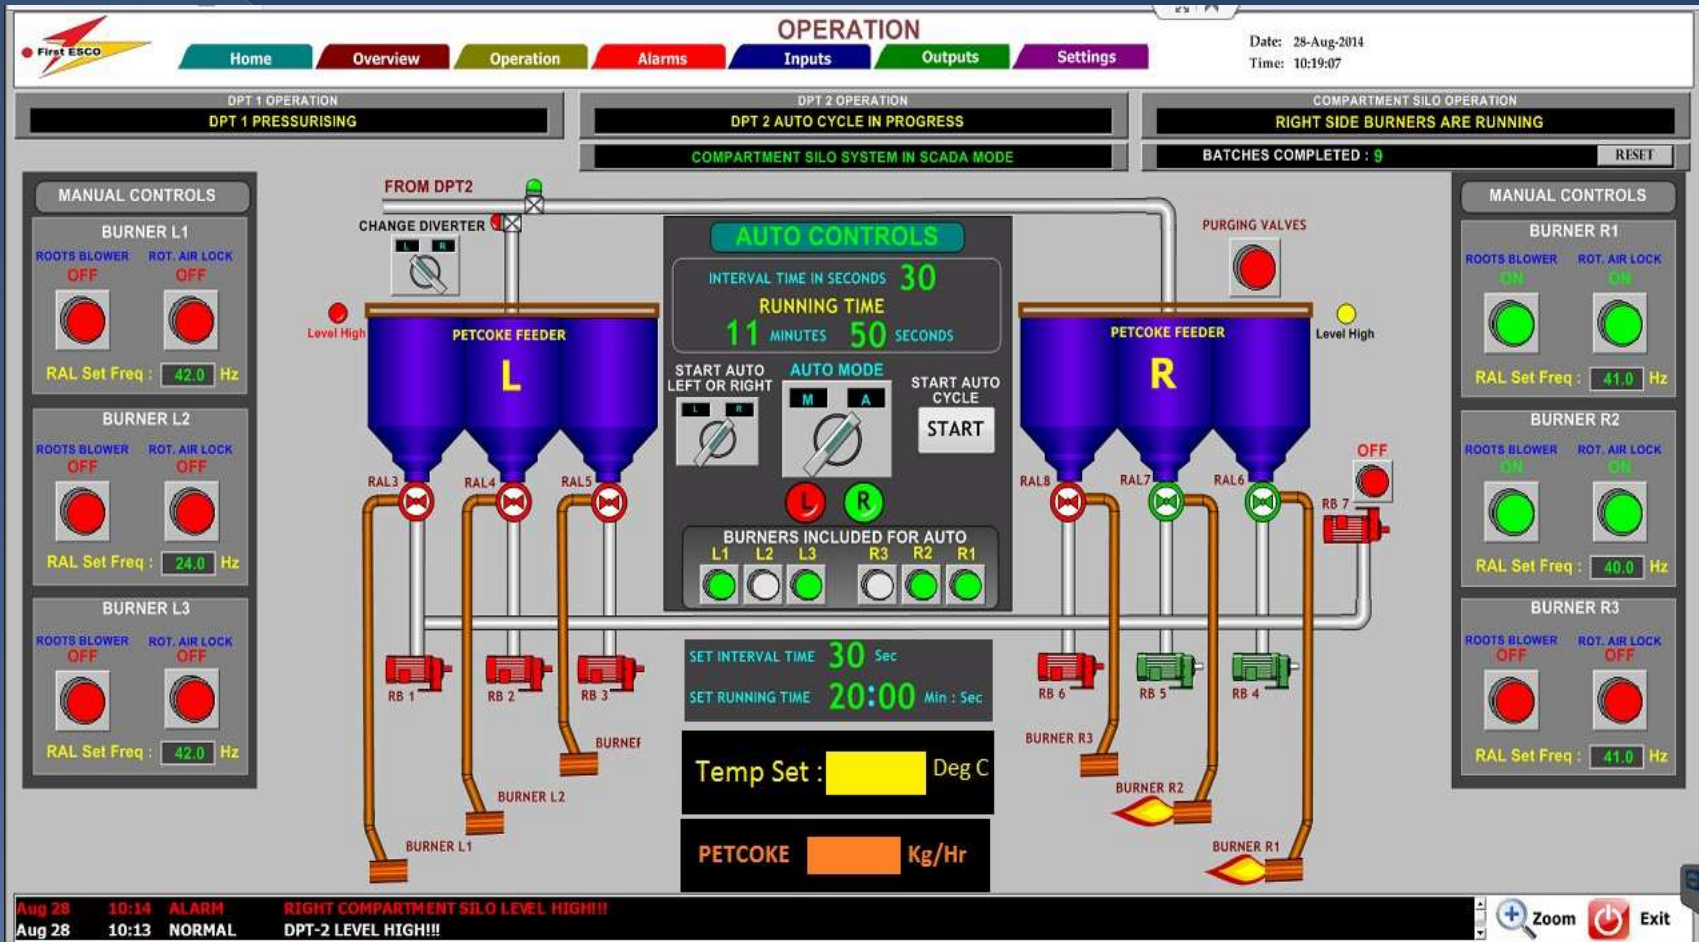 First ESCO
OPERATION
Home
Overview
Operation
Alarms
Inputs
Outputs
Settings
Date: 28-Aug-2014
Time: 10:19:07
DPT 1 OPERATION
DPT 1 PRESSURISING
DPT 2 OPERATION
DPT 2 AUTO CYCLE IN PROGRESS
COMPARTMENT SILO SYSTEM IN SCADA MODE
COMPARTMENT SILO OPERATION
RIGHT SIDE BURNERS ARE RUNNING
BATCHES COMPLETED : 9
RESET
MANUAL CONTROLS
BURNER L1
ROOTS BLOWER ROT. AIR LOCK
OFF OFF
RAL Set Freq : 42.0 Hz
BURNER L2
ROOTS BLOWER ROT. AIR LOCK
OFF OFF
RAL Set Freq : 24.0 Hz
BURNER L3
ROOTS BLOWER ROT. AIR LOCK
OFF OFF
RAL Set Freq : 42.0 Hz
FROM DPT2
CHANGE DIVERTER
L R
Level High
PETCOKE FEEDER
L
RAL3 RAL4 RAL5
RB 1 RB 2 RB 3
BURNER
BURNER L2
BURNER L1
AUTO CONTROLS
INTERVAL TIME IN SECONDS 30
RUNNING TIME
11 MINUTES 50 SECONDS
START AUTO
LEFT OR RIGHT
L R
AUTO MODE
M A
START AUTO
CYCLE
START
L R
BURNERS INCLUDED FOR AUTO
L1 L2 L3 R3 R2 R1
SET INTERVAL TIME 30 Sec
SET RUNNING TIME 20:00 Min : Sec
Temp Set : Deg C
PETCOKE Kg/Hr
PURGING VALVES
Level High
PETCOKE FEEDER
R
RAL8 RAL7 RAL6
OFF
RB 7
RB 6 RB 5 RB 4
BURNER R3
BURNER R2
BURNER R1
MANUAL CONTROLS
BURNER R1
ROOTS BLOWER ROT. AIR LOCK
ON ON
RAL Set Freq : 41.0 Hz
BURNER R2
ROOTS BLOWER ROT. AIR LOCK
ON ON
RAL Set Freq : 40.0 Hz
BURNER R3
ROOTS BLOWER ROT. AIR LOCK
OFF OFF
RAL Set Freq : 41.0 Hz
Aug 28 10:14 ALARM RIGHT COMPARTMENT SILO LEVEL HIGH!!!
Aug 28 10:13 NORMAL DPT-2 LEVEL HIGH!!!
Zoom
Exit